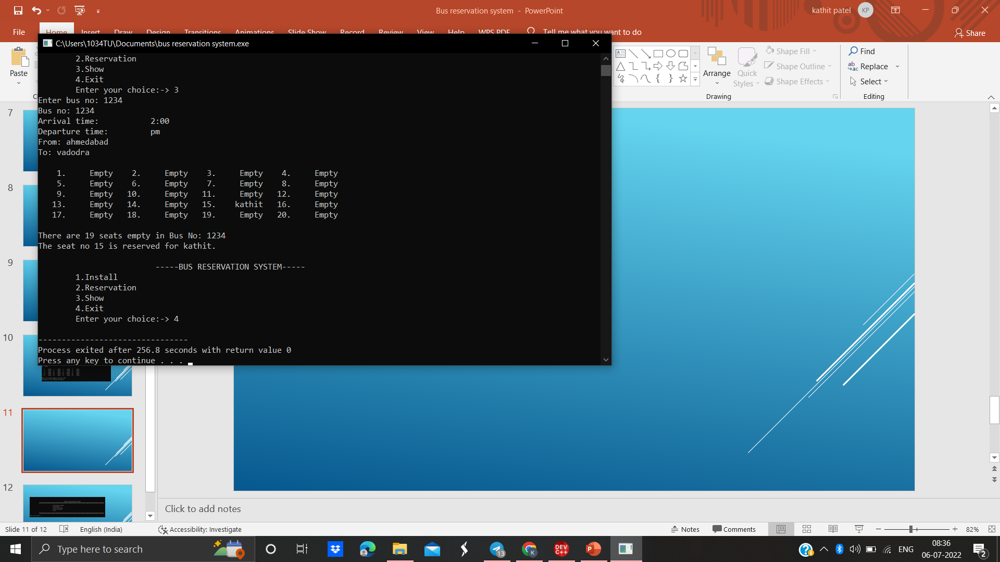 Bus reservation system - PowerPoint
kathit patel KP
File Home Insert Draw Design Transitions Animations Slide Show Record Review View Help WPS PDF Tell me what you want to do
Share
C:\Users\1034TU\Documents\bus reservation system.exe
2.Reservation
3.Show
4.Exit
Enter your choice:-> 3
Enter bus no: 1234
Bus no: 1234
Arrival time: 2:00
Departure time: pm
From: ahmedabad
To: vadodra
1. Empty 2. Empty 3. Empty 4. Empty
5. Empty 6. Empty 7. Empty 8. Empty
9. Empty 10. Empty 11. Empty 12. Empty
13. Empty 14. Empty 15. kathit 16. Empty
17. Empty 18. Empty 19. Empty 20. Empty
There are 19 seats empty in Bus No: 1234
The seat no 15 is reserved for kathit.
-----BUS RESERVATION SYSTEM-----
1.Install
2.Reservation
3.Show
4.Exit
Enter your choice:-> 4
--------------------------------
Process exited after 256.8 seconds with return value 0
Press any key to continue . . .
Paste
Arrange
Quick Styles
Shape Fill
Shape Outline
Shape Effects
Drawing
Find
Replace
Select
Editing
7
8
9
10
11
12
Click to add notes
Slide 11 of 12 English (India) Accessibility: Investigate Notes Comments 82%
Type here to search
13
DEV C++
ENG
08:36
06-07-2022
2